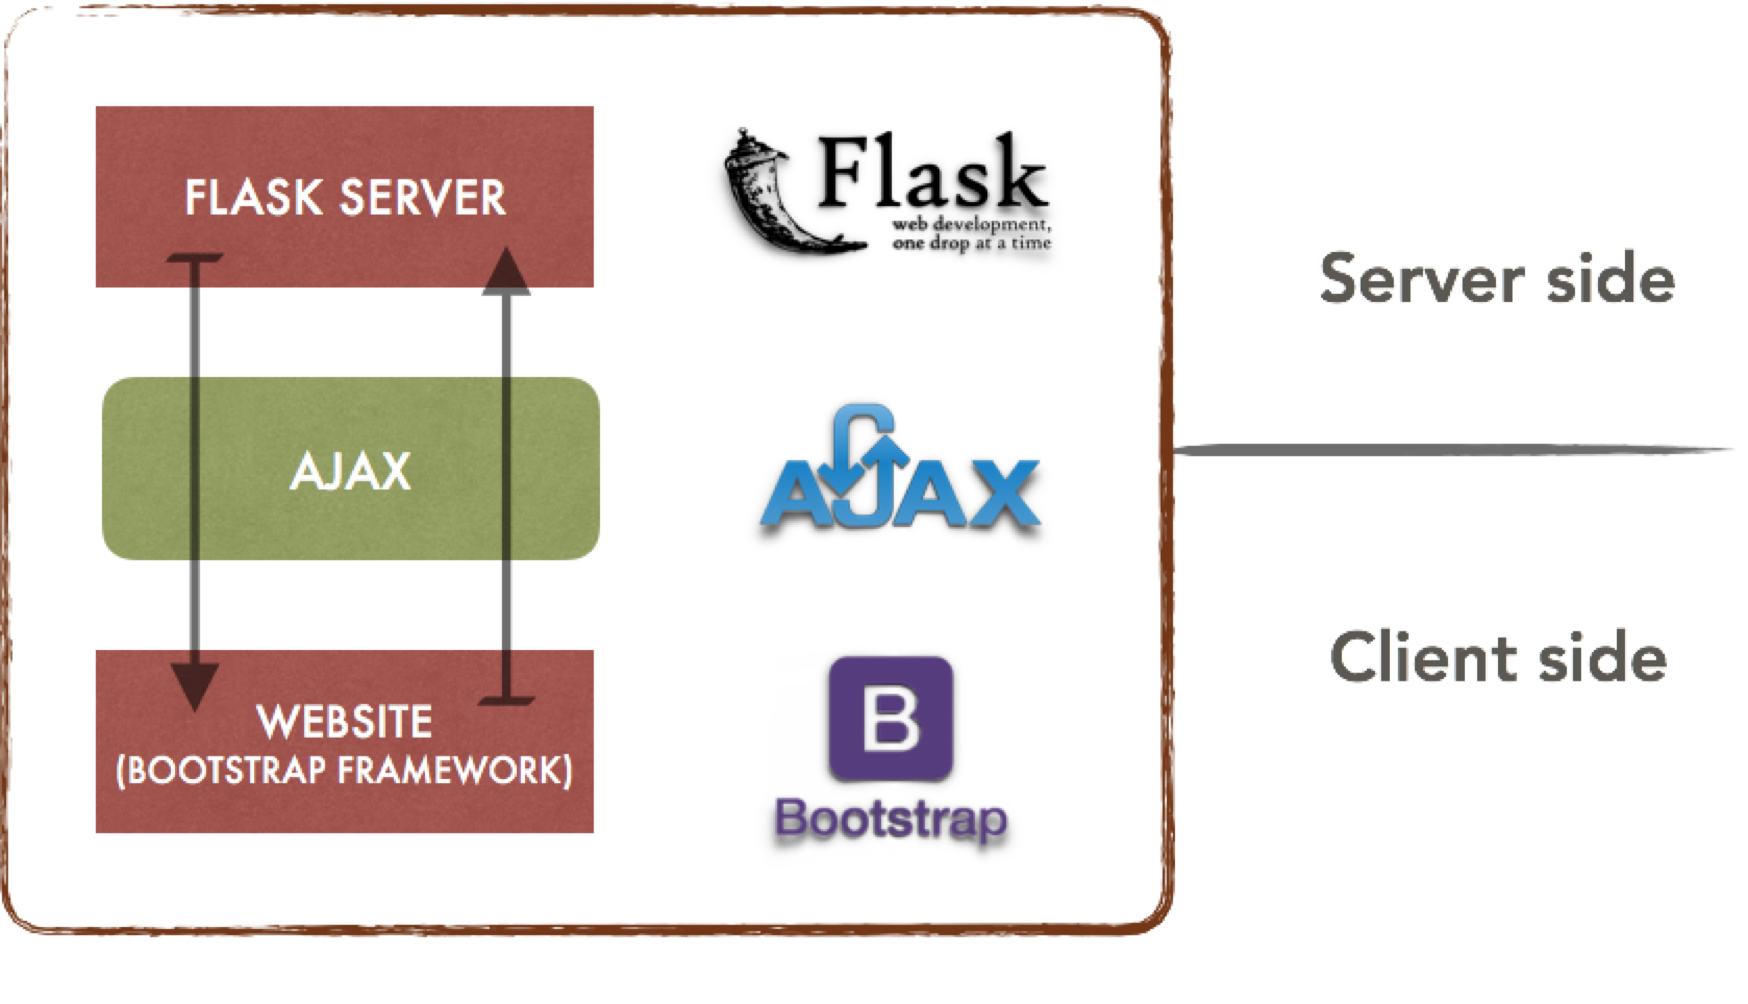 FLASK SERVER
Flask
web development,
one drop at a time
Server side
AJAX
AJAX
Client side
WEBSITE
(BOOTSTRAP FRAMEWORK)
B
Bootstrap